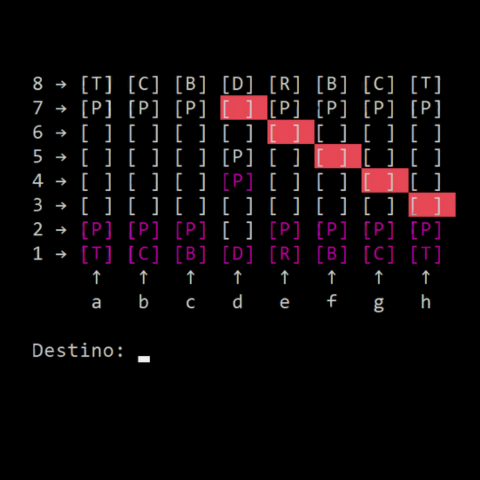 8 → [T] [C] [B] [D] [R] [B] [C] [T]
7 → [P] [P] [P] [ ] [P] [P] [P] [P]
6 → [ ] [ ] [ ] [ ] [ ] [ ] [ ] [ ]
5 → [ ] [ ] [ ] [P] [ ] [ ] [ ] [ ]
4 → [ ] [ ] [ ] [P] [ ] [ ] [ ] [ ]
3 → [ ] [ ] [ ] [ ] [ ] [ ] [ ] [ ]
2 → [P] [P] [P] [ ] [P] [P] [P] [P]
1 → [T] [C] [B] [D] [R] [B] [C] [T]
↑ ↑ ↑ ↑ ↑ ↑ ↑ ↑
a b c d e f g h
Destino: